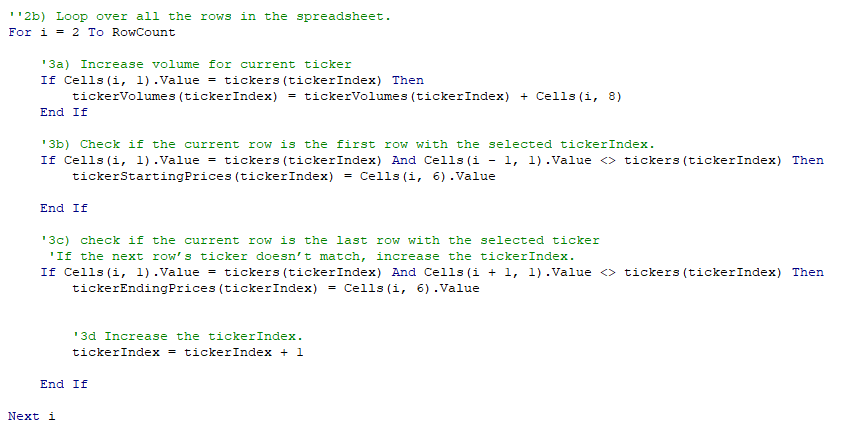 ''2b) Loop over all the rows in the spreadsheet.
For i = 2 To RowCount
'3a) Increase volume for current ticker
If Cells(i, 1).Value = tickers(tickerIndex) Then
tickerVolumes(tickerIndex) = tickerVolumes(tickerIndex) + Cells(i, 8)
End If
'3b) Check if the current row is the first row with the selected tickerIndex.
If Cells(i, 1).Value = tickers(tickerIndex) And Cells(i - 1, 1).Value <> tickers(tickerIndex) Then
tickerStartingPrices(tickerIndex) = Cells(i, 6).Value
End If
'3c) check if the current row is the last row with the selected ticker
'If the next row’s ticker doesn’t match, increase the tickerIndex.
If Cells(i, 1).Value = tickers(tickerIndex) And Cells(i + 1, 1).Value <> tickers(tickerIndex) Then
tickerEndingPrices(tickerIndex) = Cells(i, 6).Value
'3d Increase the tickerIndex.
tickerIndex = tickerIndex + 1
End If
Next i